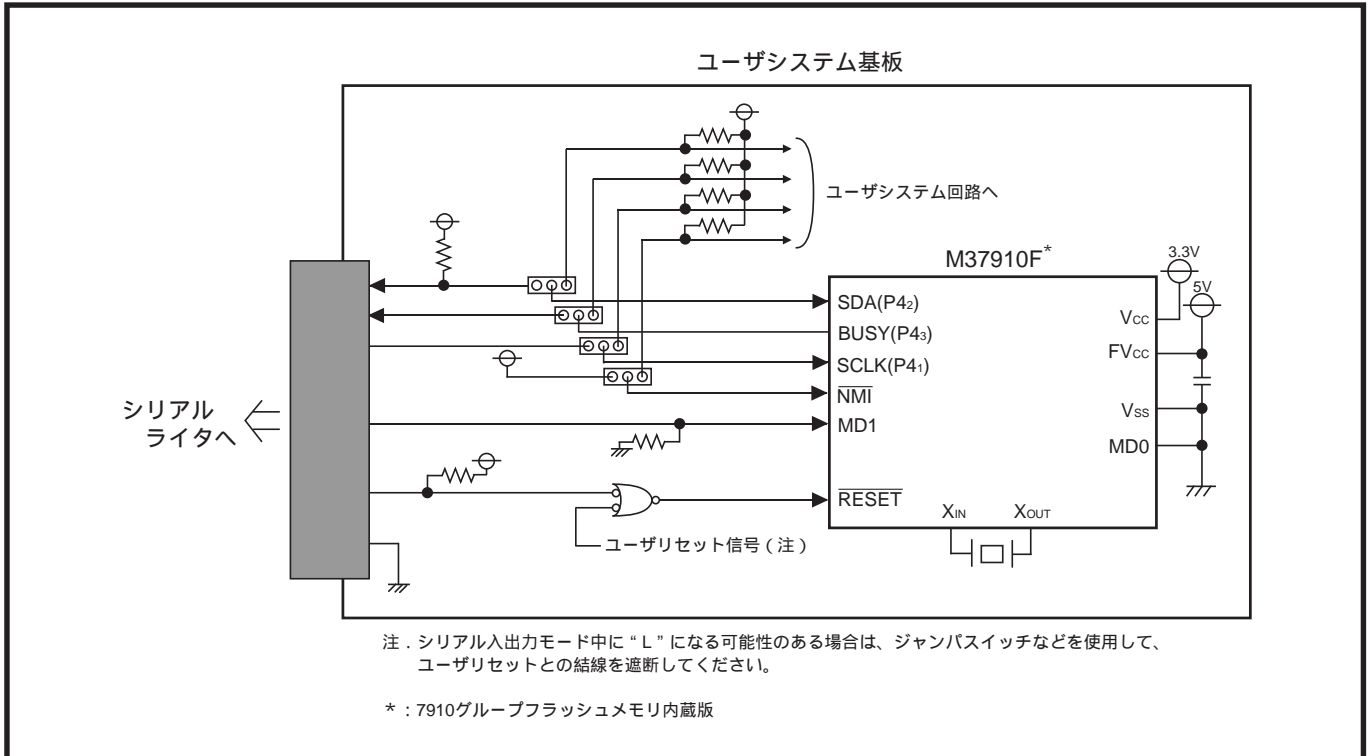 ユーザシステム基板
ユーザシステム回路へ
M37910F*
3.3V
5V
SDA(P42)
BUSY(P43)
SCLK(P41)
NMI
MD1
RESET
VCC
FVCC
VSS
MD0
XIN
XOUT
シリアル
ライタへ
ユーザリセット信号（注）
注．シリアル入出力モード中に“L”になる可能性のある場合は、ジャンパスイッチなどを使用して、
ユーザリセットとの結線を遮断してください。
*：7910グループフラッシュメモリ内蔵版